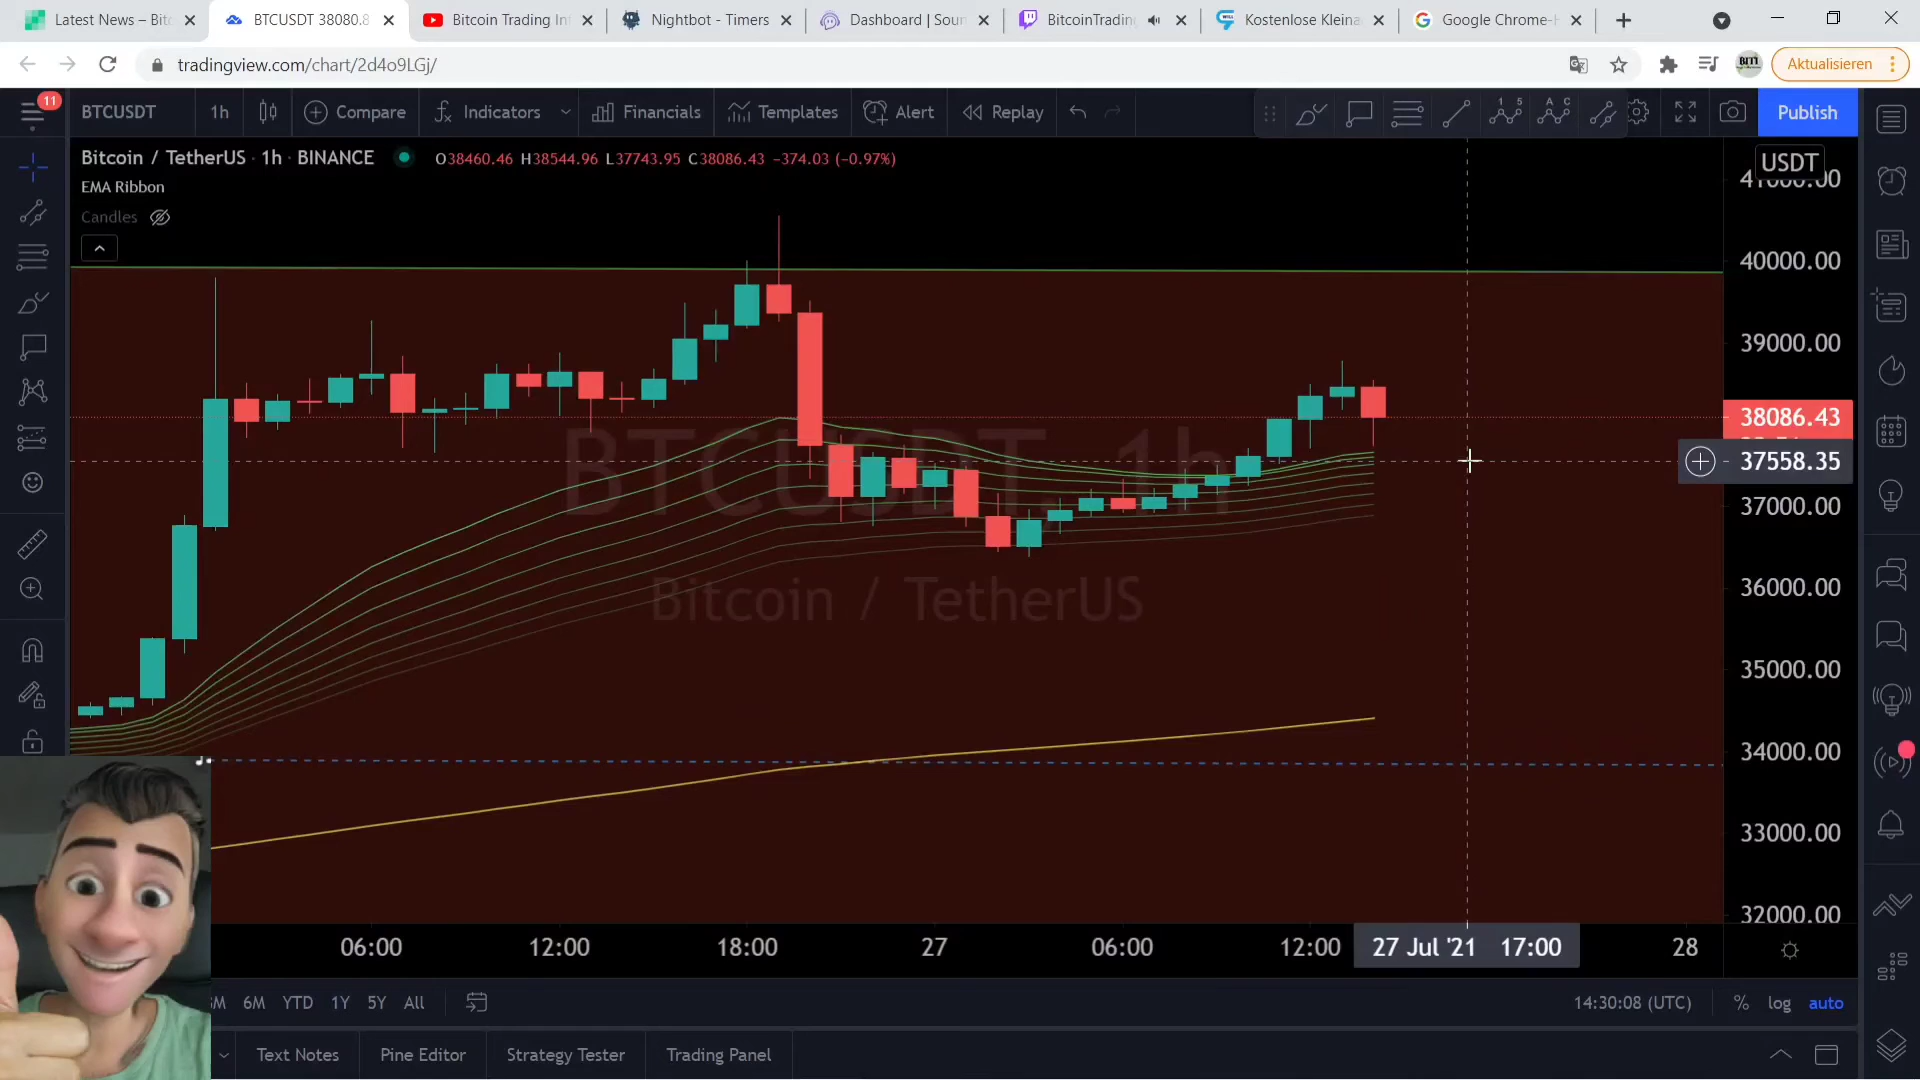 Latest News – Bitc
BTCUSDT 38080.8
Bitcoin Trading In
Nightbot - Timers
Dashboard | Soun
BitcoinTrading
Kostenlose Kleina
Google Chrome-H
tradingview.com/chart/2d4o9LGj/
Aktualisieren
11
BTCUSDT
1h
Compare
Indicators
Financials
Templates
Alert
Replay
Publish
Bitcoin / TetherUS · 1h · BINANCE
O38460.46 H38544.96 L37743.95 C38086.43 −374.03 (−0.97%)
EMA Ribbon
Candles
USDT
41000.00
40000.00
39000.00
38086.43
37558.35
37000.00
36000.00
35000.00
34000.00
33000.00
32000.00
BTCUSDT, 1h
Bitcoin / TetherUS
06:00
12:00
18:00
27
06:00
12:00
27 Jul '21 17:00
28
6M
YTD
1Y
5Y
All
14:30:08 (UTC)
%
log
auto
Text Notes
Pine Editor
Strategy Tester
Trading Panel